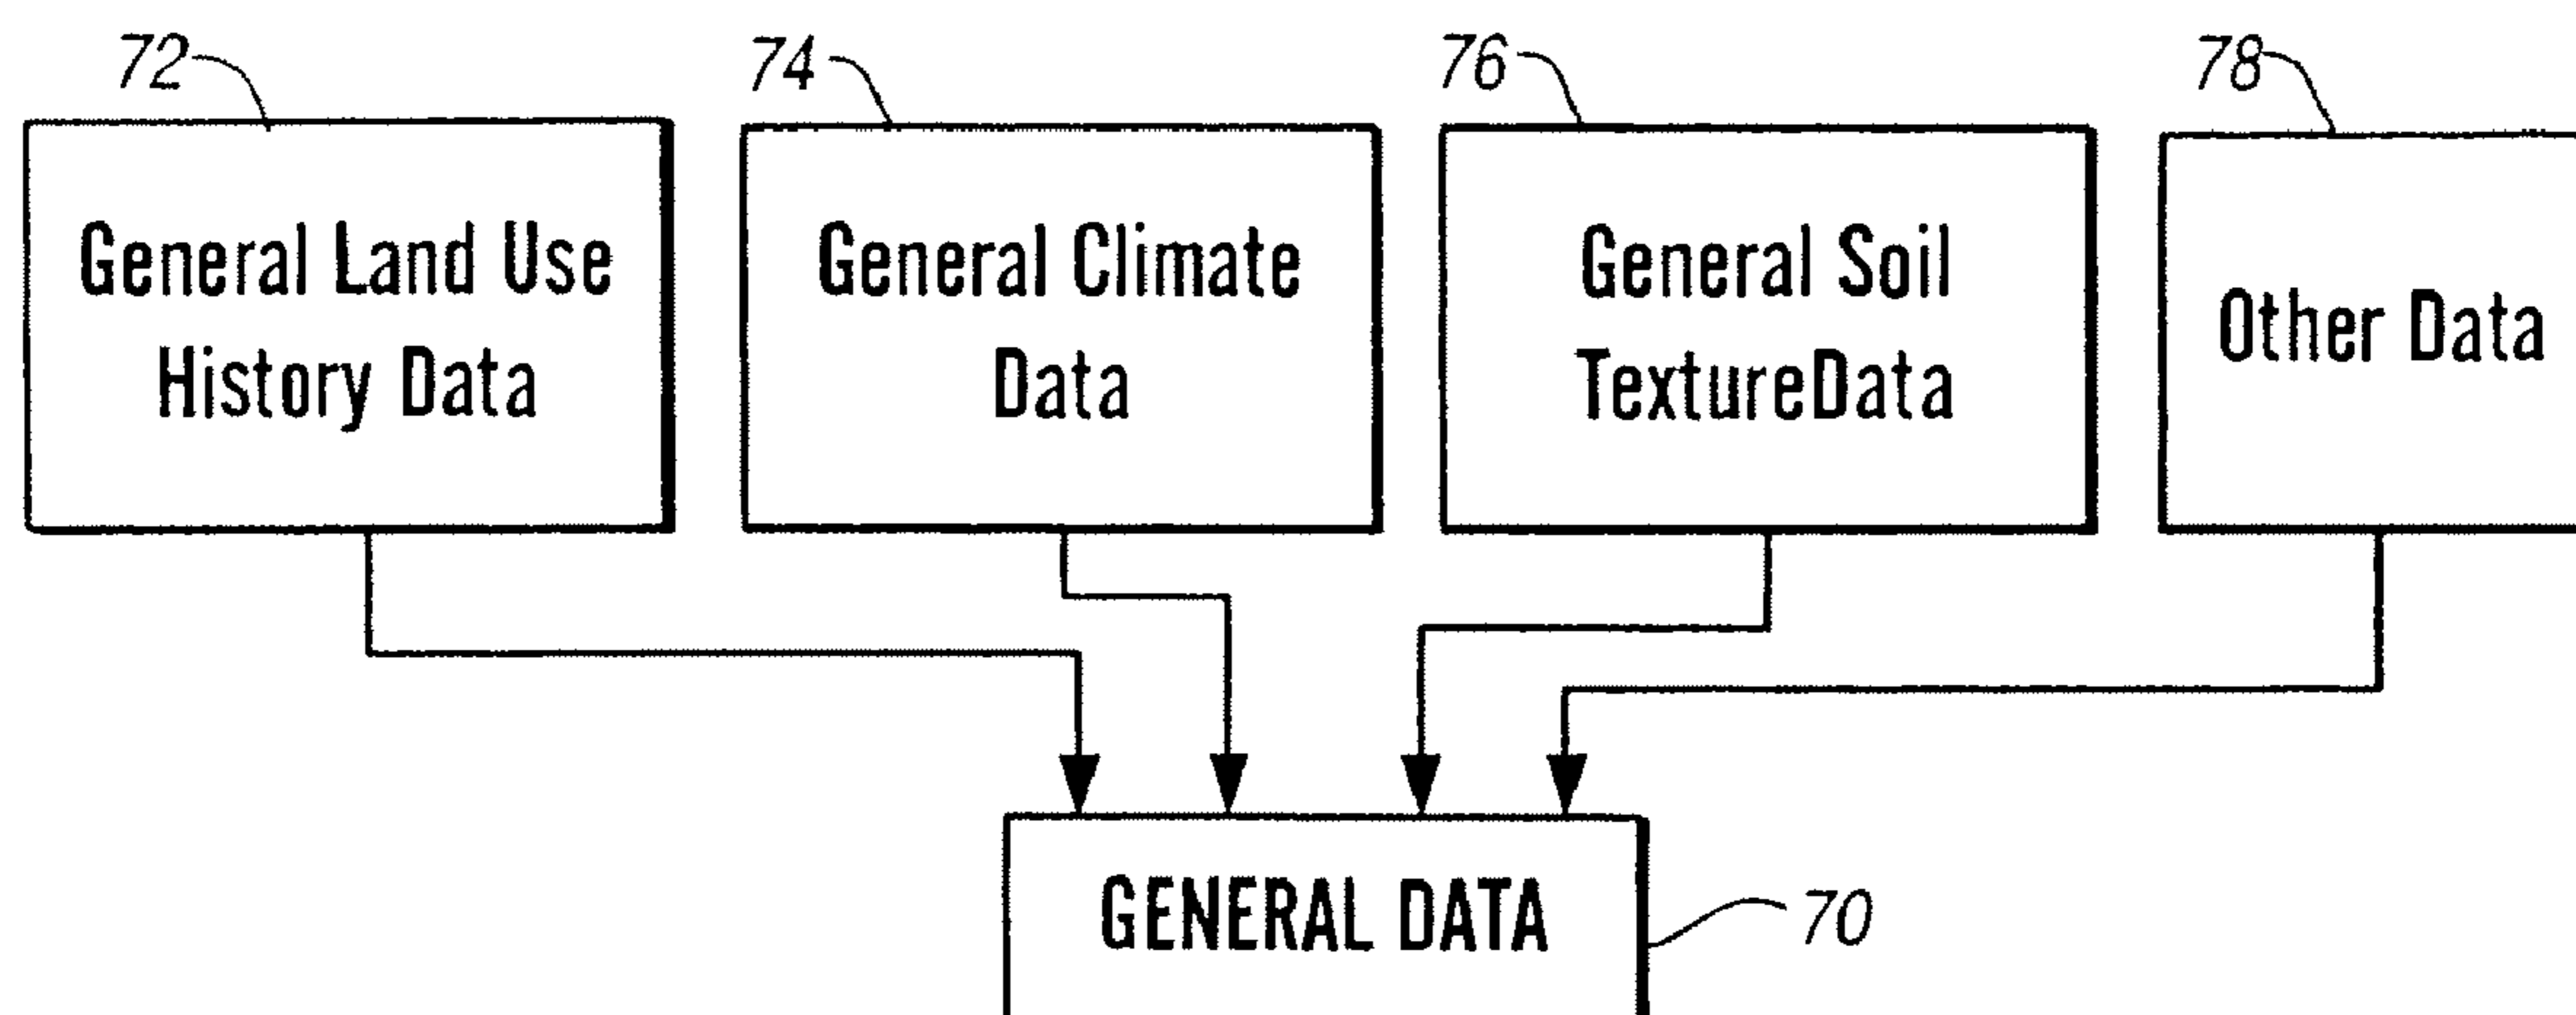 72
74
76
78
General Land Use
History Data
General Climate
Data
General Soil
TextureData
Other Data
GENERAL DATA
70